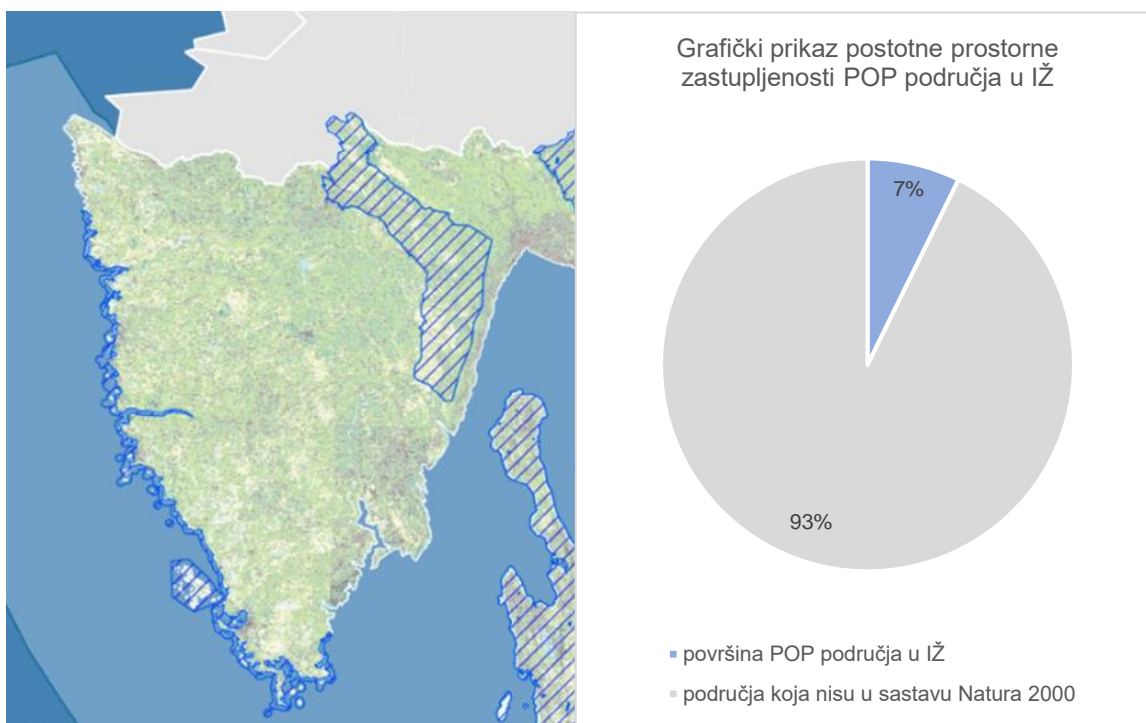 Grafički prikaz postotne prostorne
zastupljenosti POP područja u IŽ
7%
93%
površina POP područja u IŽ
područja koja nisu u sastavu Natura 2000